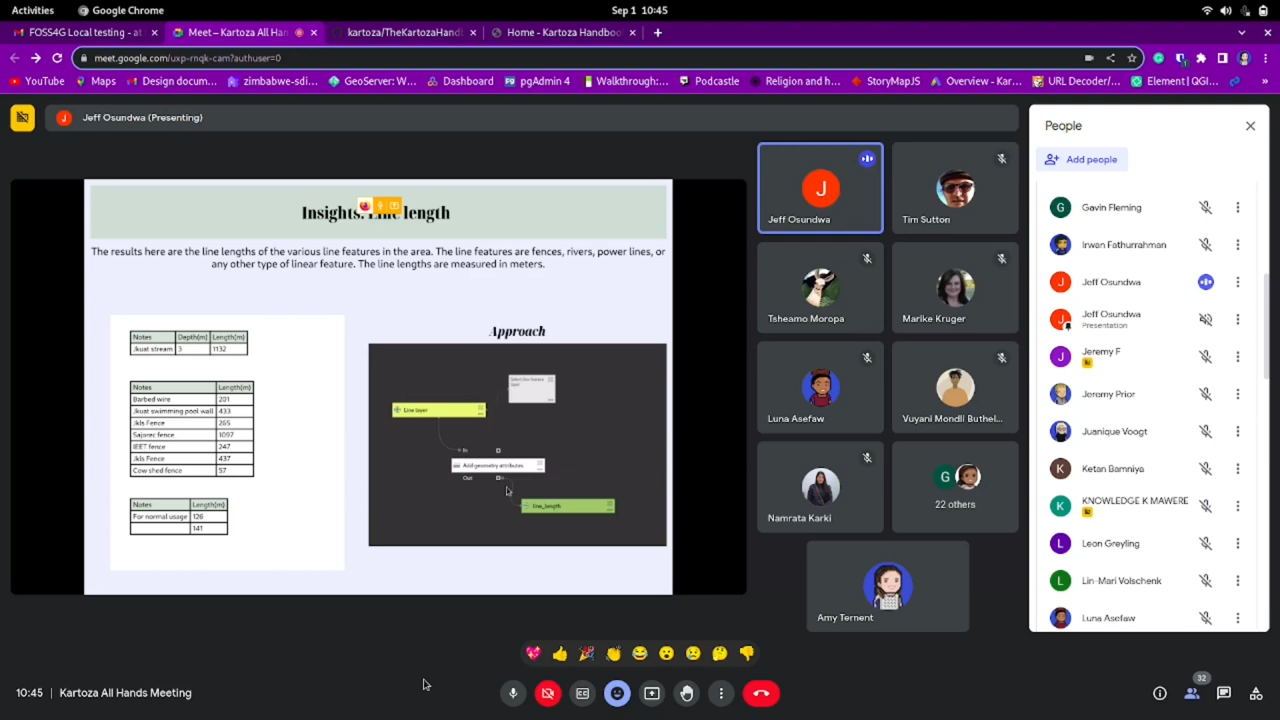 Activities
Google Chrome
Sep 1 10:45
FOSS4G Local testing - at
Meet – Kartoza All Han
kartoza/TheKartozaHandb
Home - Kartoza Handboo
meet.google.com/uxp-rnqk-cam?authuser=0
YouTube
Maps
Design docum...
zimbabwe-sdi...
GeoServer: W...
Dashboard
pgAdmin 4
Walkthrough:...
Podcastle
Religion and h...
StoryMapJS
Overview - Kar...
URL Decoder/...
Element | QGI...
J Jeff Osundwa (Presenting)
Insights: Line length
The results here are the line lengths of the various line features in the area. The line features are fences, rivers, power lines, or
any other type of linear feature. The line lengths are measured in meters.
Notes Depth(m) Length(m)
Jkuat stream 3 1132
Notes Length(m)
Barbed wire 201
Jkuat swimming pool wall 433
Jkls Fence 265
Sajorec fence 1097
IEET fence 247
Jkls Fence 437
Cow shed fence 57
Notes Length(m)
For normal usage 126
141
Approach
Select line feature
layer
Line layer
In
Add geometry attributes
Out
line_length
J
Jeff Osundwa
Tim Sutton
Tsheamo Moropa
Marike Kruger
Luna Asefaw
Vuyani Mondli Buthel...
Namrata Karki
G
22 others
Amy Ternent
People
Add people
G Gavin Fleming
Irwan Fathurrahman
J Jeff Osundwa
J Jeff Osundwa
Presentation
J Jeremy F
Jeremy Prior
Juanique Voogt
K Ketan Bamniya
K KNOWLEDGE K MAWERE
L Leon Greyling
L Lin-Mari Volschenk
Luna Asefaw
10:45 | Kartoza All Hands Meeting
32